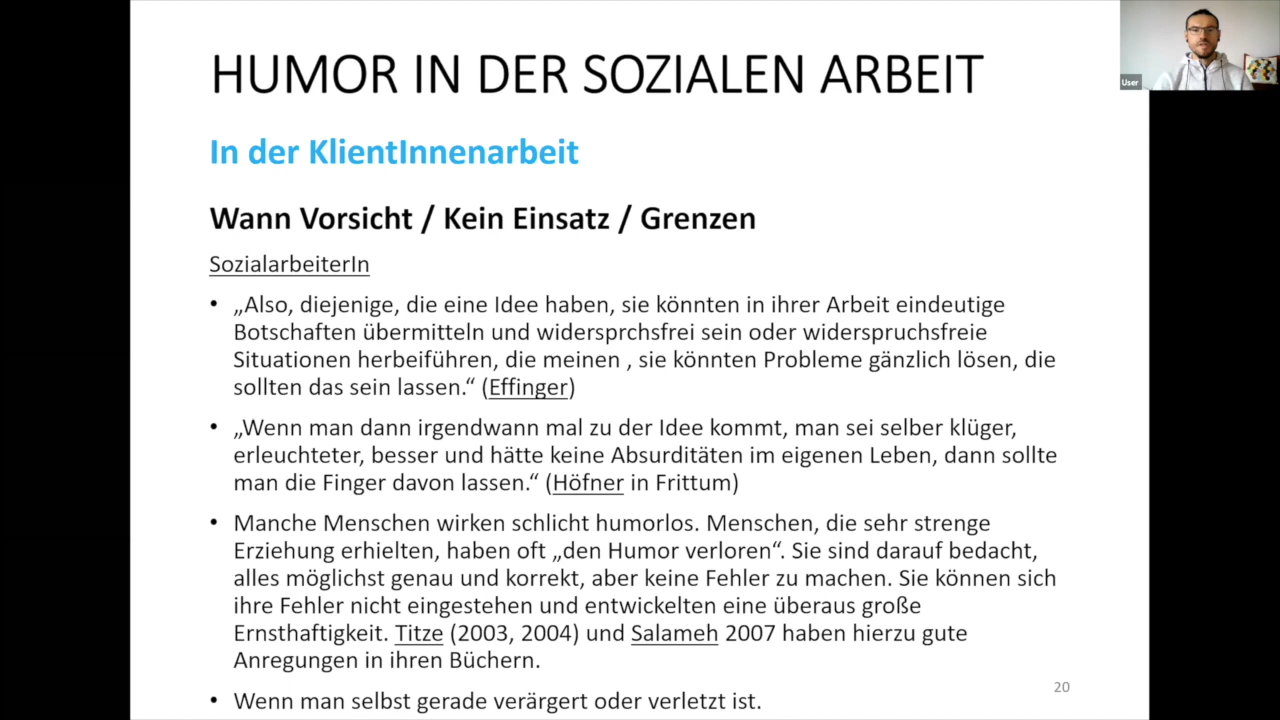 HUMOR IN DER SOZIALEN ARBEIT
User
In der KlientInnenarbeit
Wann Vorsicht / Kein Einsatz / Grenzen
SozialarbeiterIn
• „Also, diejenige, die eine Idee haben, sie könnten in ihrer Arbeit eindeutige
Botschaften übermitteln und widersprchsfrei sein oder widerspruchsfreie
Situationen herbeiführen, die meinen , sie könnten Probleme gänzlich lösen, die
sollten das sein lassen.“ (Effinger)
• „Wenn man dann irgendwann mal zu der Idee kommt, man sei selber klüger,
erleuchteter, besser und hätte keine Absurditäten im eigenen Leben, dann sollte
man die Finger davon lassen.“ (Höfner in Frittum)
• Manche Menschen wirken schlicht humorlos. Menschen, die sehr strenge
Erziehung erhielten, haben oft „den Humor verloren“. Sie sind darauf bedacht,
alles möglichst genau und korrekt, aber keine Fehler zu machen. Sie können sich
ihre Fehler nicht eingestehen und entwickelten eine überaus große
Ernsthaftigkeit. Titze (2003, 2004) und Salameh 2007 haben hierzu gute
Anregungen in ihren Büchern.
• Wenn man selbst gerade verärgert oder verletzt ist.
20